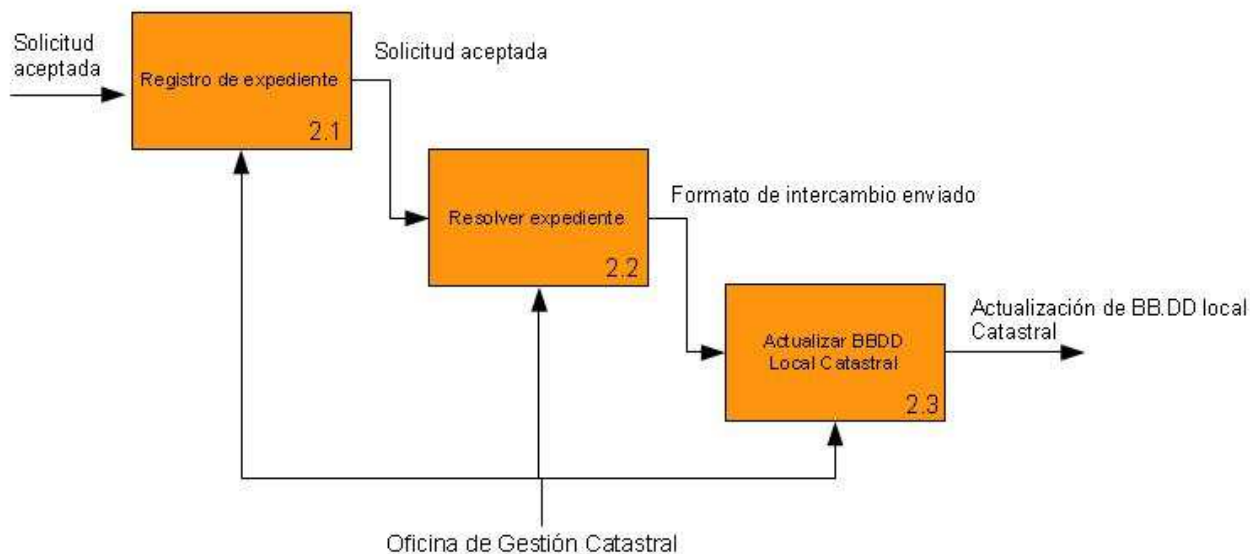 Solicitud
aceptada
Registro de expediente
2.1
Solicitud aceptada
Resolver expediente
2.2
Formato de intercambio enviado
Actualizar BBDD
Local Catastral
2.3
Actualización de BB.DD local
Catastral
Oficina de Gestión Catastral